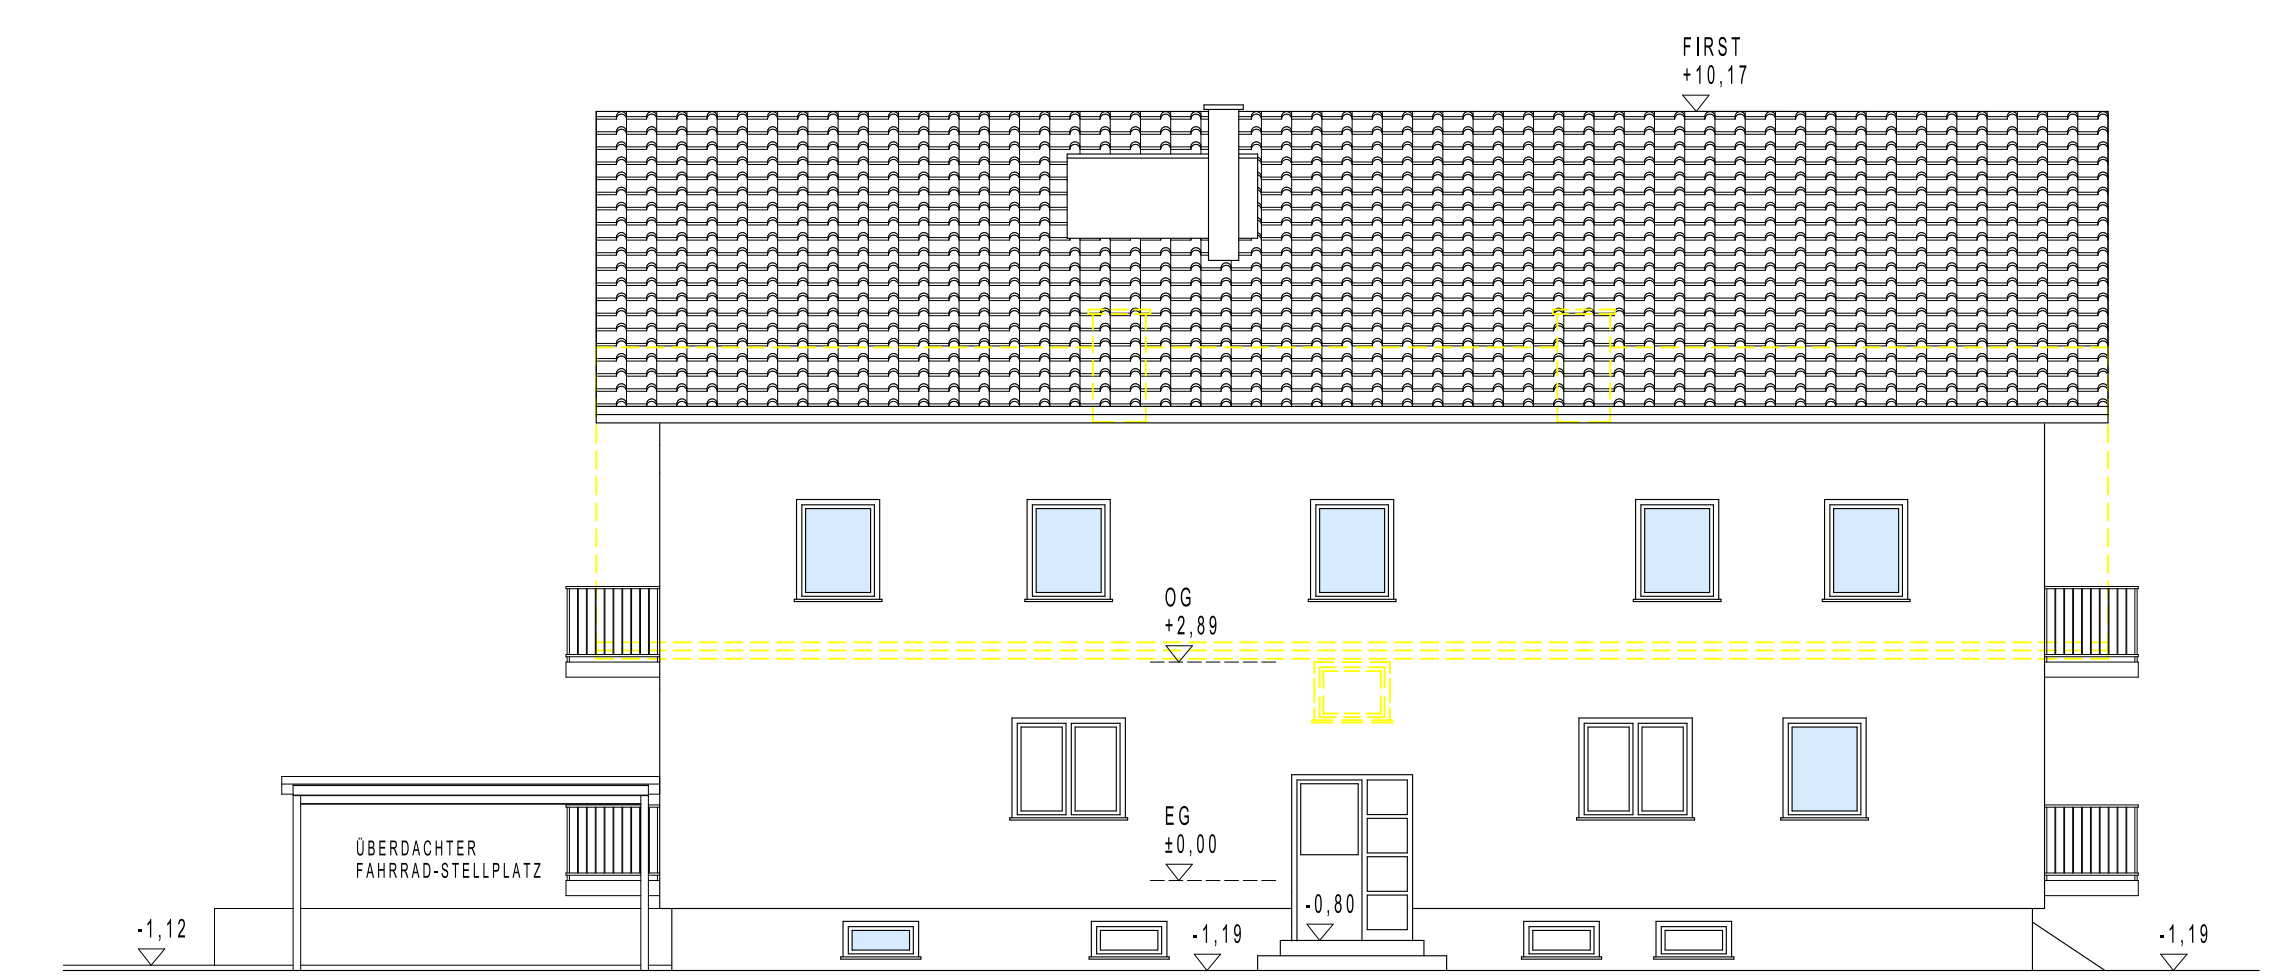 FIRST
+10,17
OG
+2,89
EG
±0,00
ÜBERDACHTER
FAHRRAD-STELLPLATZ
-0,80
-1,12
-1,19
-1,19